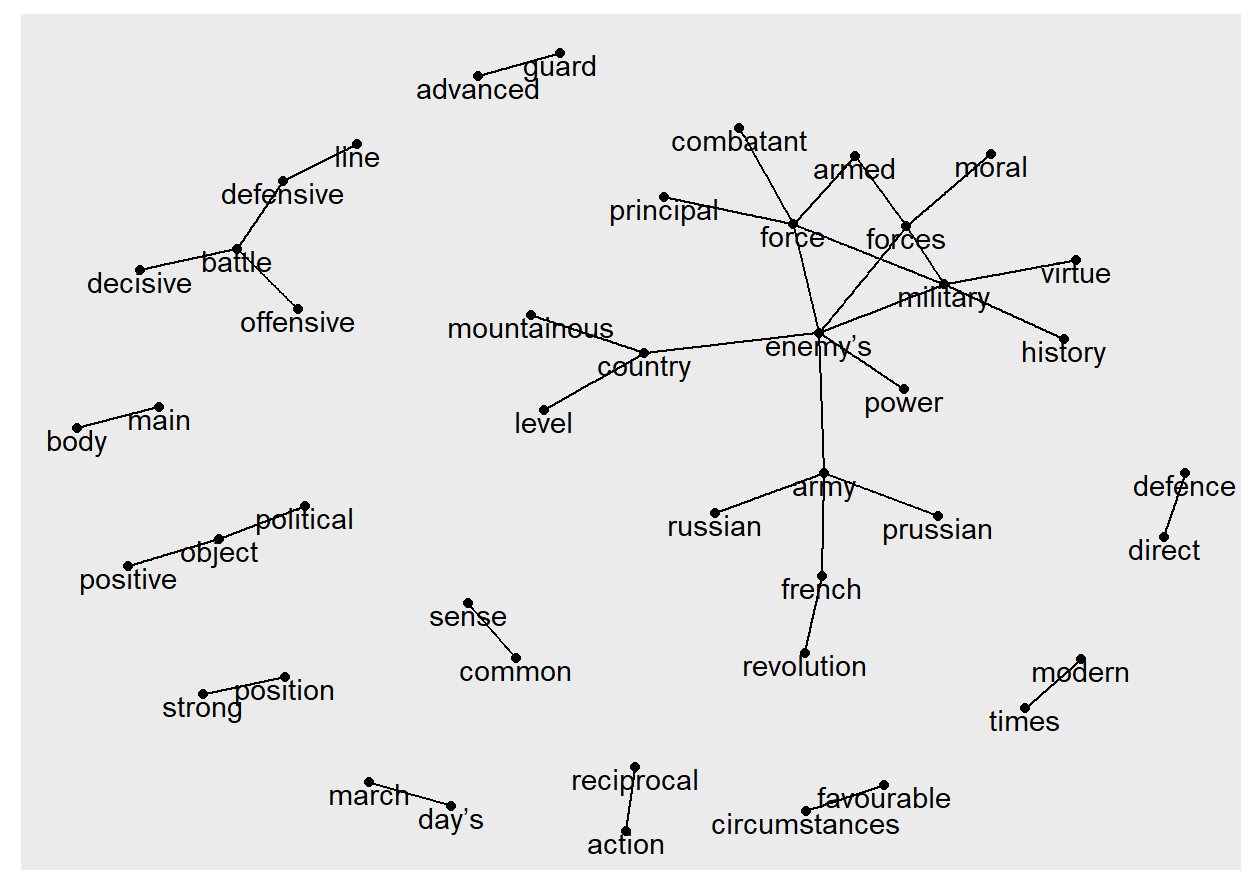 guard
advanced
combatant
line
armed
moral
defensive
principal
force
forces
battle
decisive
virtue
military
offensive
mountainous
enemy’s
history
country
power
level
main
body
army
defence
political
russian
prussian
object
direct
positive
french
sense
revolution
common
modern
position
strong
times
reciprocal
march
favourable
day’s
circumstances
action